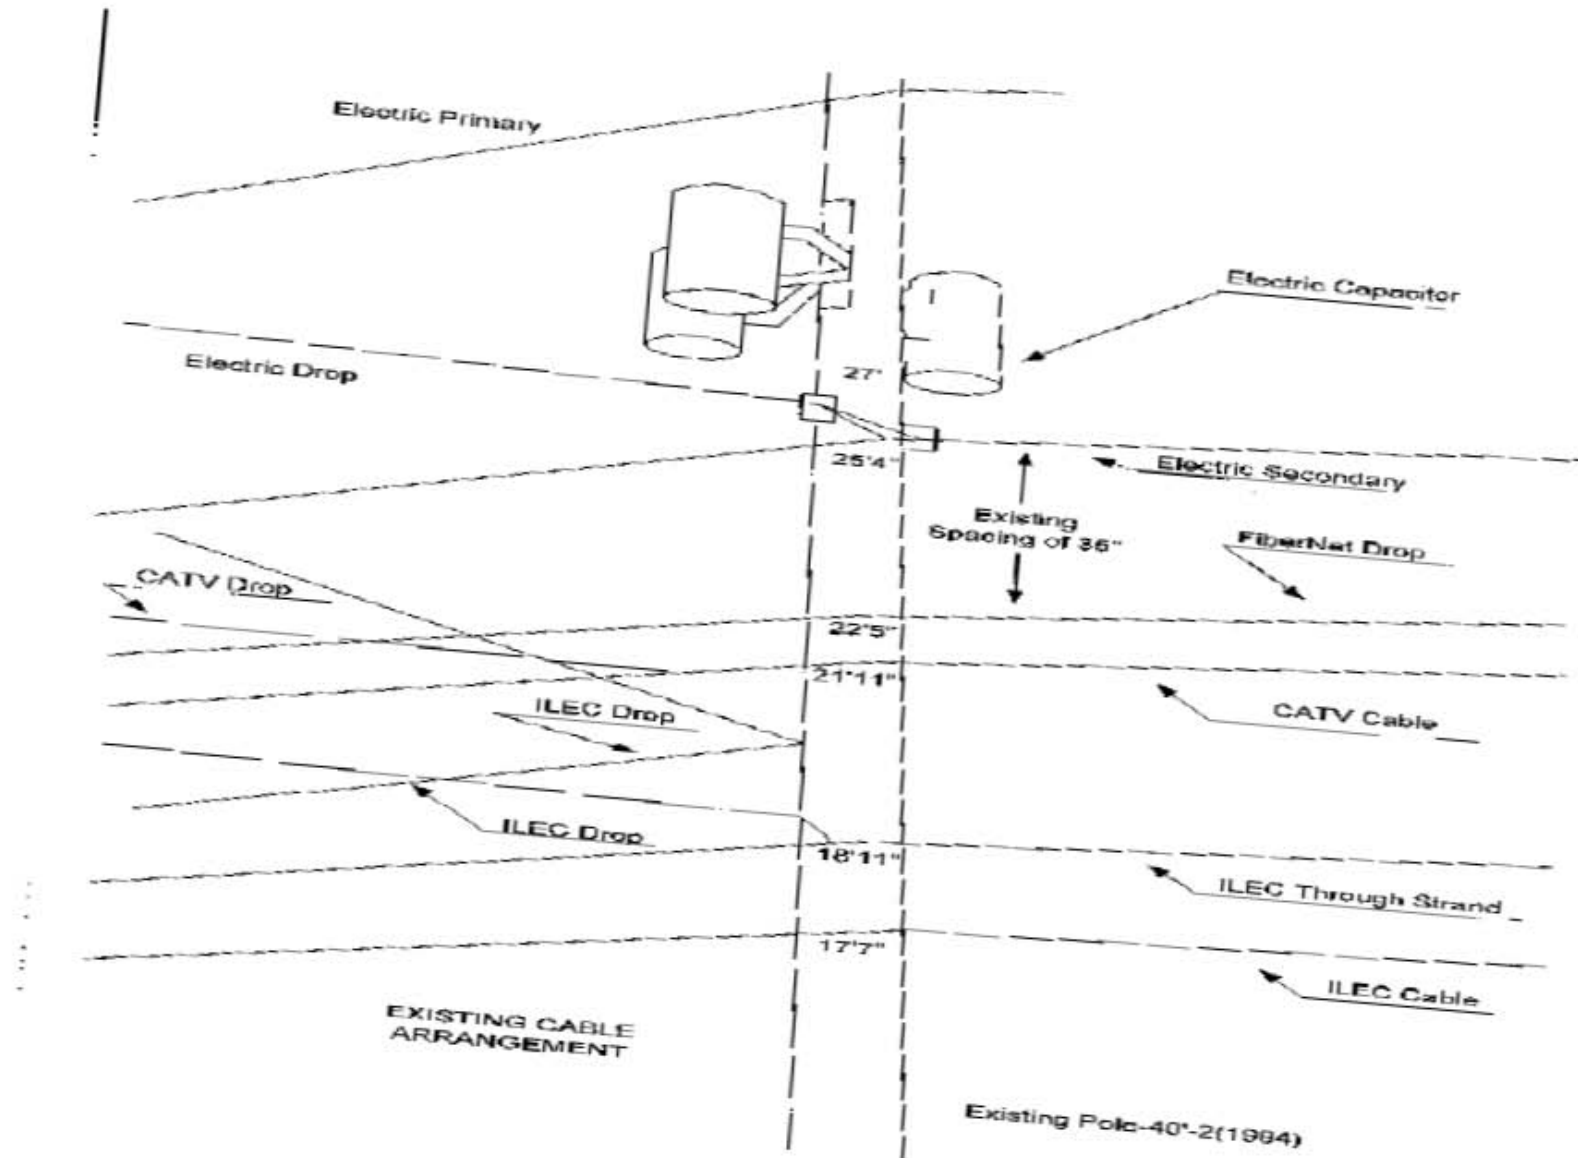 Electric Primary
Electric Capacitor
Electric Drop
27'
25'4"
Electric Secondary
Existing
Spacing of 35"
FiberNet Drop
CATV Drop
22'5"
21'11"
ILEC Drop
CATV Cable
ILEC Drop
18'11"
ILEC Through Strand
17'7"
ILEC Cable
EXISTING CABLE
ARRANGEMENT
Existing Pole-40'-2(1984)